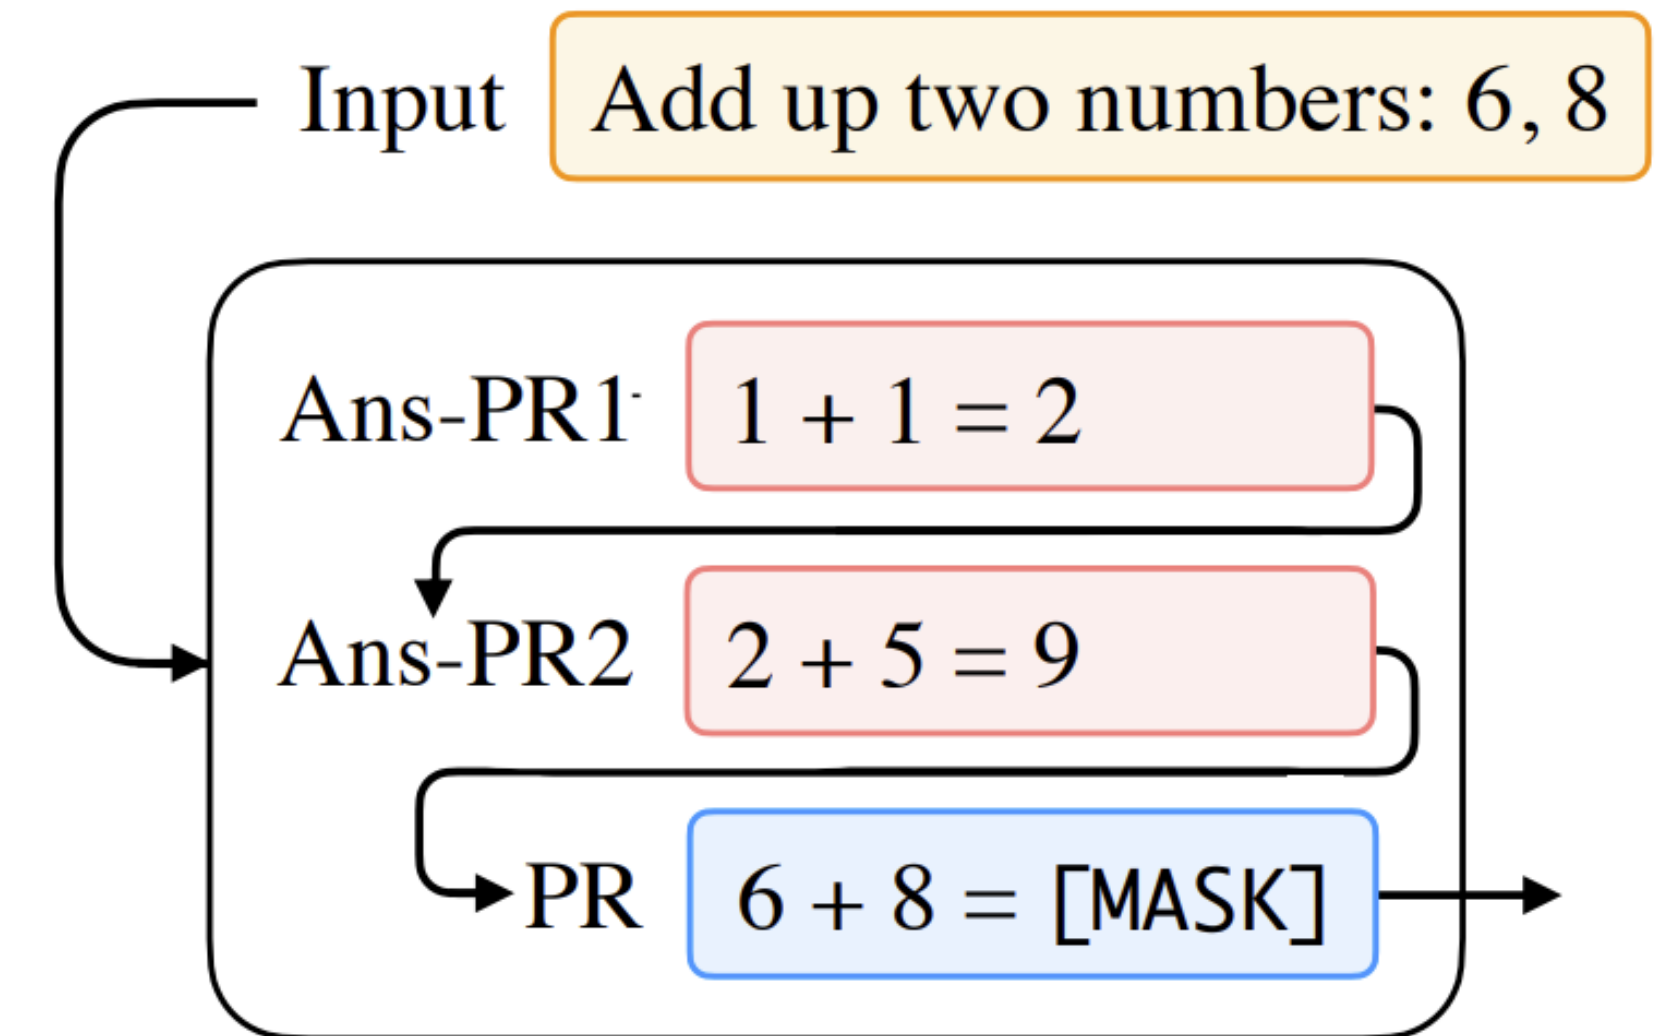 Input Add up two numbers: 6, 8
Ans-PR1 1 + 1 = 2
Ans-PR2 2 + 5 = 9
PR 6 + 8 = [MASK]